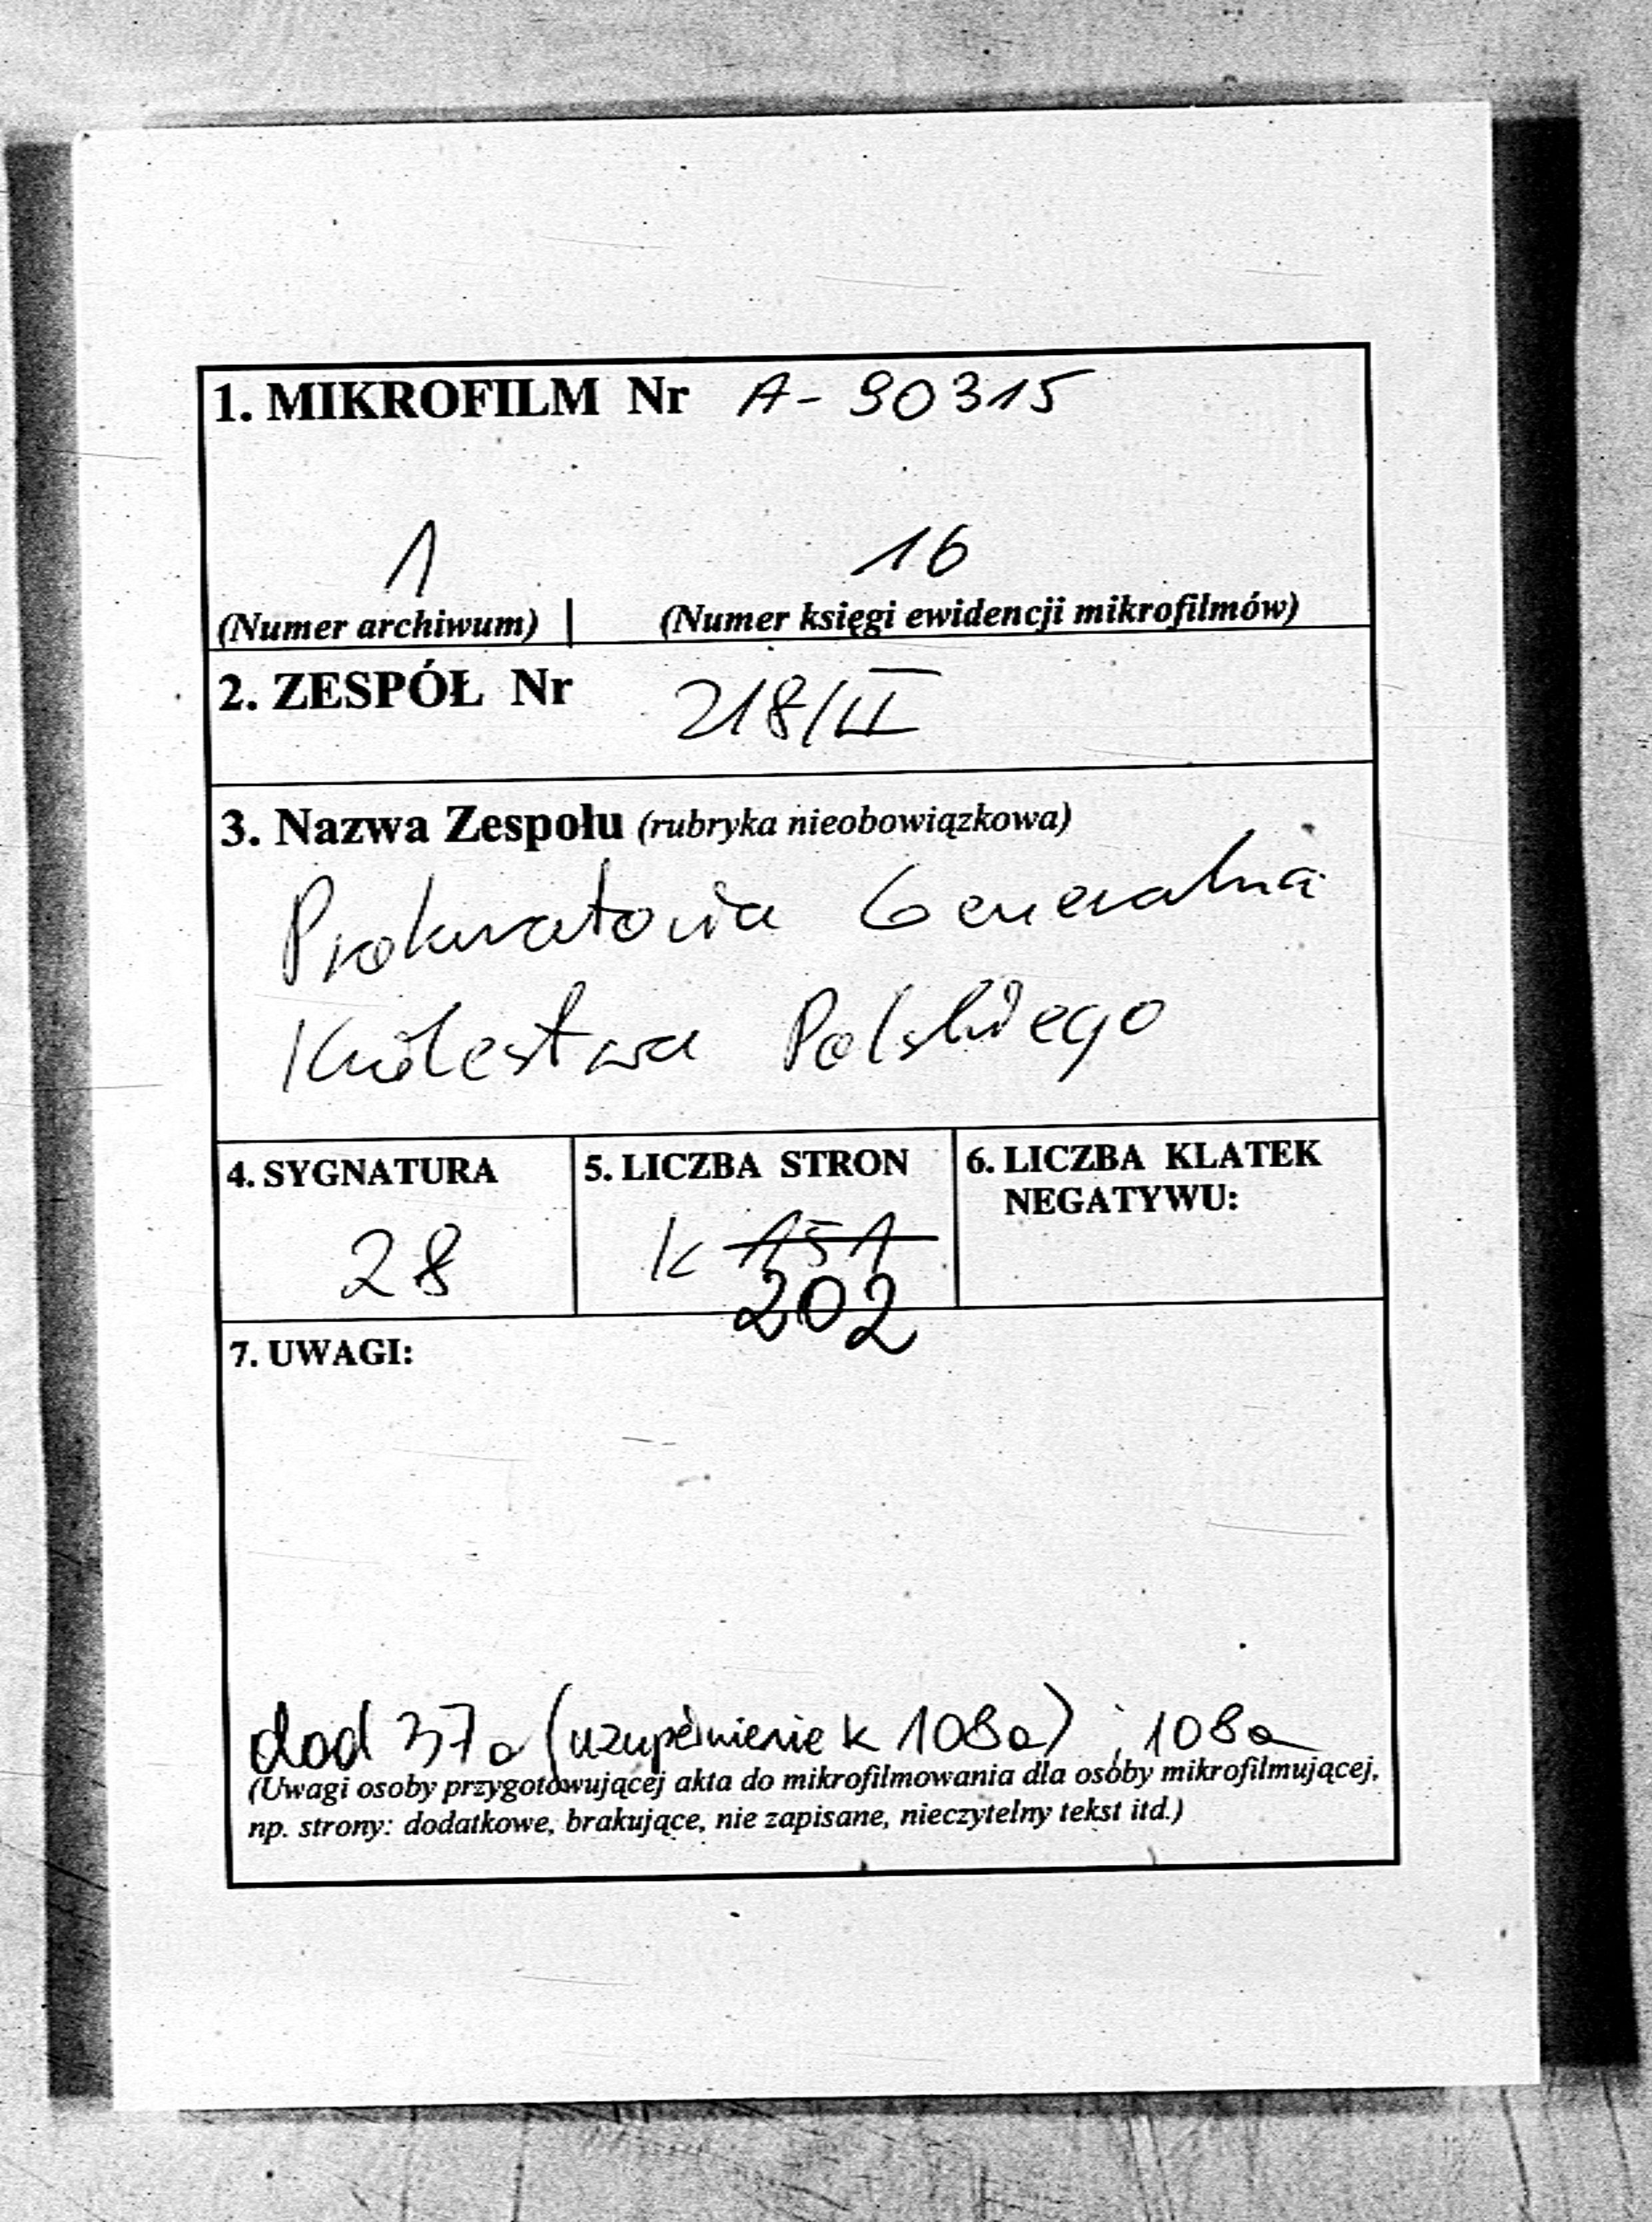 1. MIKROFILM Nr A- 90315
1 16
(Numer archiwum) | (Numer księgi ewidencji mikrofilmów)
2. ZESPÓŁ Nr 218/II
3. Nazwa Zespołu (rubryka nieobowiązkowa)
Prokuratoria Generalna
Królestwa Polskiego
4. SYGNATURA 5. LICZBA STRON 6. LICZBA KLATEK
NEGATYWU:
28 k 151
202
7. UWAGI:
dod 37a (uzupełnienie k 108a) ; 108a
(Uwagi osoby przygotowującej akta do mikrofilmowania dla osoby mikrofilmującej,
np. strony: dodatkowe, brakujące, nie zapisane, nieczytelny tekst itd.)